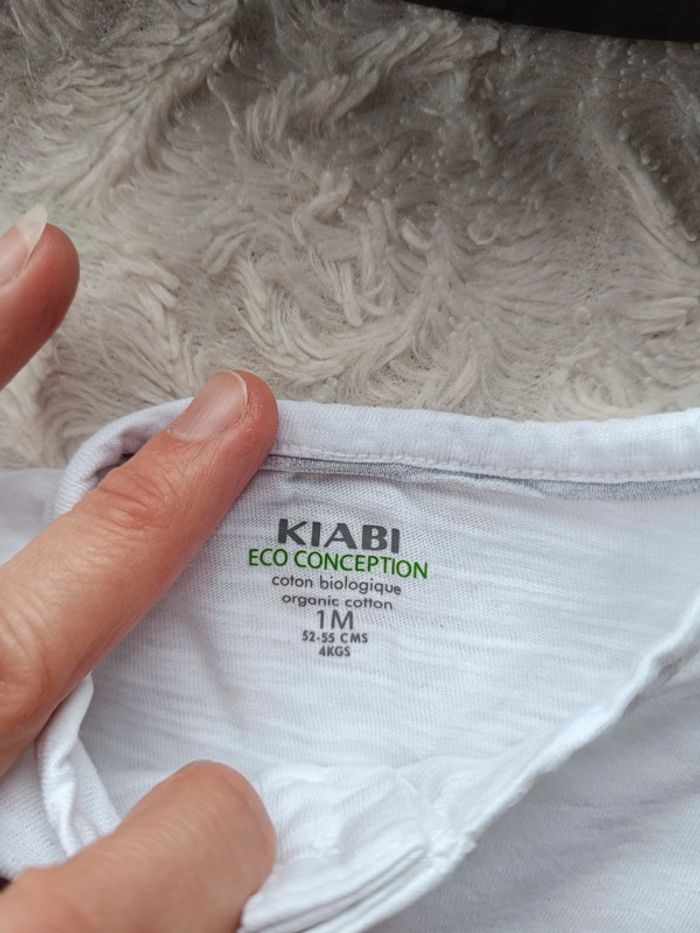 KIABI
ECO CONCEPTION
coton biologique
organic cotton
1M
52-55 CMS
4KGS